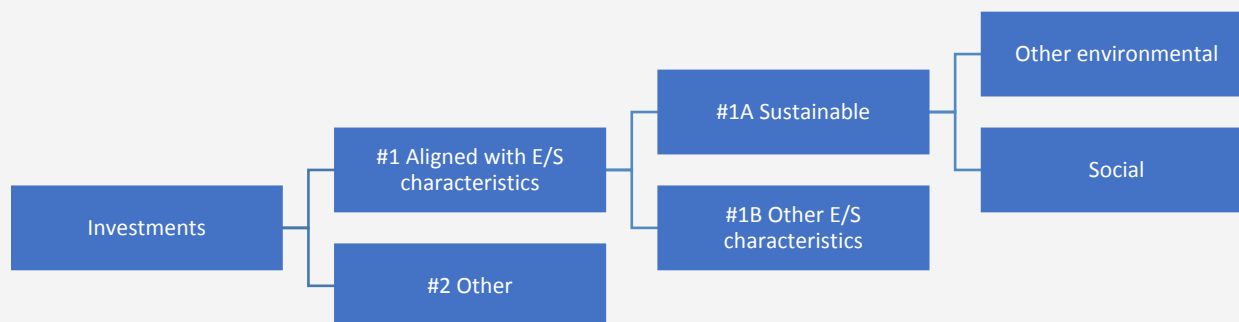 Investments
#1 Aligned with E/S
characteristics
#2 Other
#1A Sustainable
#1B Other E/S
characteristics
Other environmental
Social